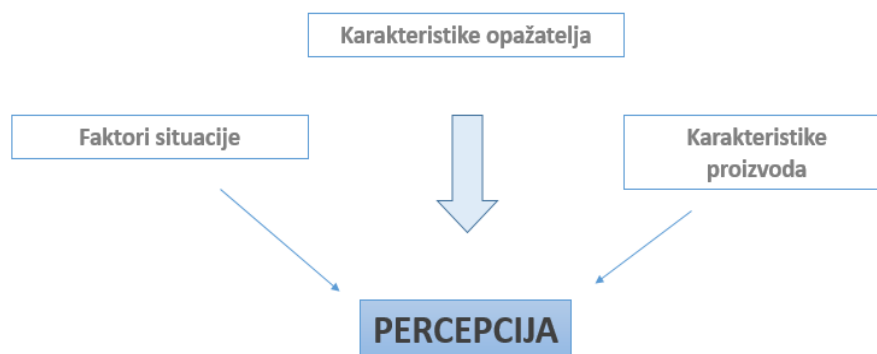 Karakteristike opažatelja
Faktori situacije
Karakteristike
proizvoda
PERCEPCIJA